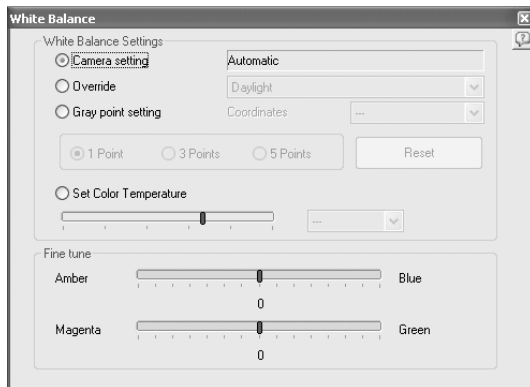 White Balance
White Balance Settings
Camera setting Automatic
Override Daylight
Gray point setting Coordinates ---
1 Point 3 Points 5 Points Reset
Set Color Temperature
---
Fine tune
Amber Blue
0
Magenta Green
0